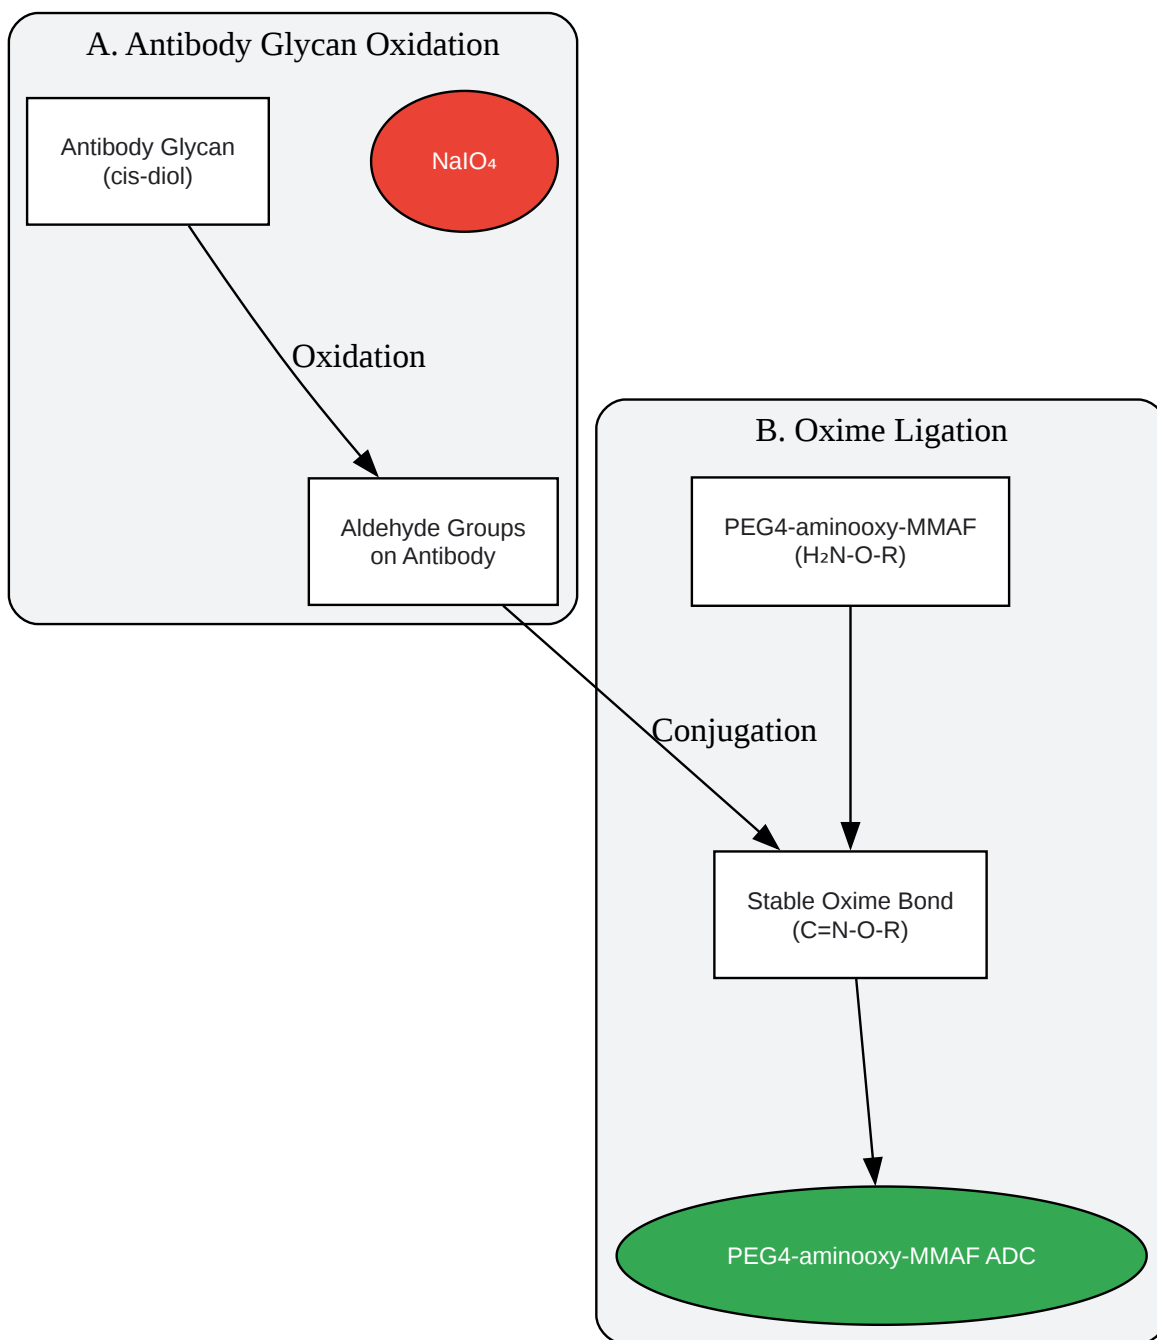 A. Antibody Glycan Oxidation
Antibody Glycan
(cis-diol)
NaIO₄
Oxidation
Aldehyde Groups
on Antibody
B. Oxime Ligation
PEG4-aminooxy-MMAF
(H₂N-O-R)
Conjugation
Stable Oxime Bond
(C=N-O-R)
PEG4-aminooxy-MMAF ADC